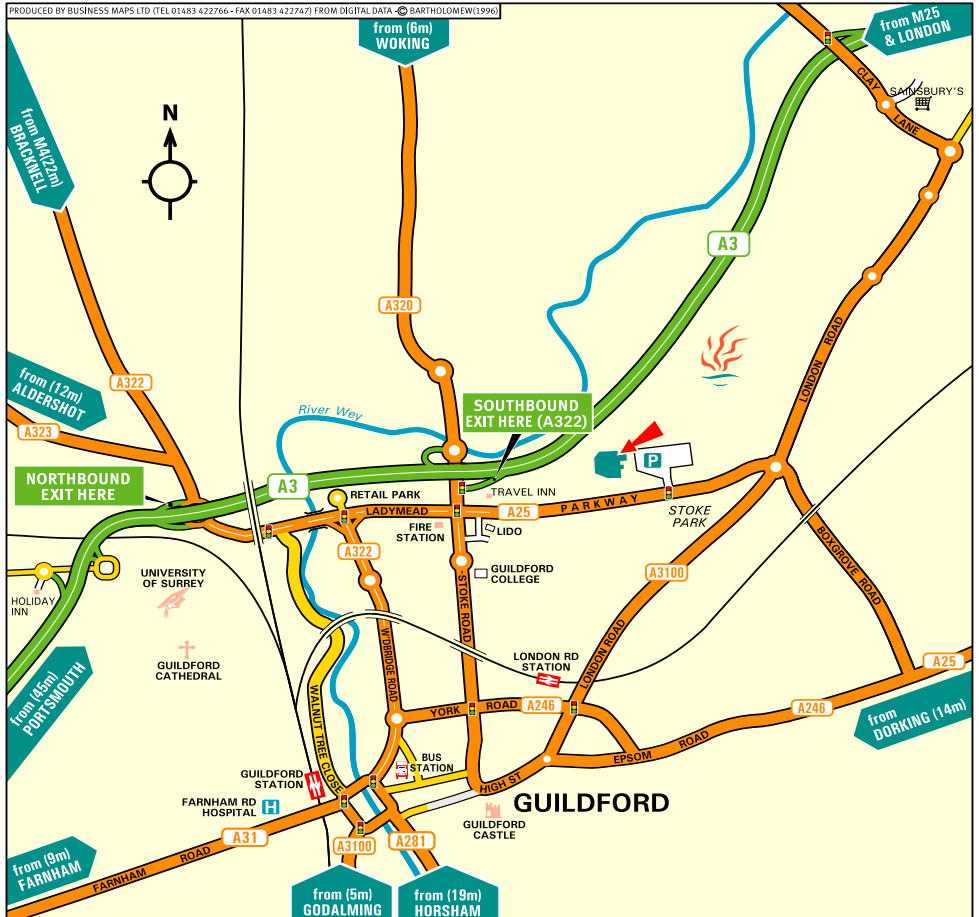 PRODUCED BY BUSINESS MAPS LTD (TEL 01483 422766 - FAX 01483 422747) FROM DIGITAL DATA - © BARTHOLOMEW(1996)
from (6m)
WOKING
from M25
& LONDON
CLAY
LANE
SAINSBURY'S
from M4(22m)
BRACKNELL
N
A3
A320
LONDON
ROAD
from (12m)
ALDERSHOT
A322
A323
River Wey
SOUTHBOUND
EXIT HERE (A322)
NORTHBOUND
EXIT HERE
A3
P
RETAIL PARK
TRAVEL INN
LADYMEAD
A25
PARKWAY
STOKE
PARK
FIRE
STATION
LIDO
A322
UNIVERSITY
OF SURREY
HOLIDAY
INN
GUILDFORD
COLLEGE
STOKE ROAD
A3100
BOXGROVE ROAD
GUILDFORD
CATHEDRAL
W'DBRIDGE ROAD
LONDON RD
STATION
LONDON ROAD
A25
from (45m)
PORTSMOUTH
WALNUT TREE CLOSE
YORK ROAD
A246
A246
from
DORKING (14m)
EPSOM ROAD
BUS
STATION
HIGH ST
GUILDFORD
STATION
FARNHAM RD
HOSPITAL
H
GUILDFORD
GUILDFORD
CASTLE
A31
A3100
A281
FARNHAM ROAD
from (9m)
FARNHAM
from (5m)
GODALMING
from (19m)
HORSHAM